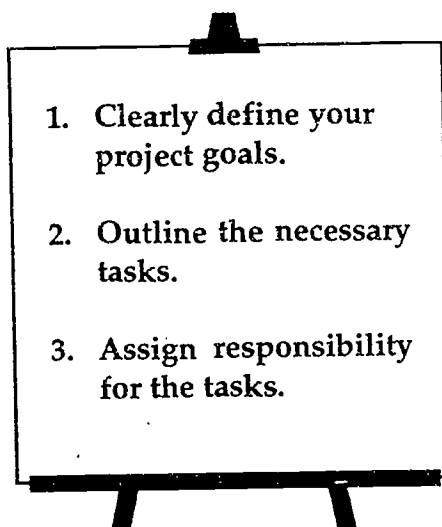 1. Clearly define your
project goals.
2. Outline the necessary
tasks.
3. Assign responsibility
for the tasks.